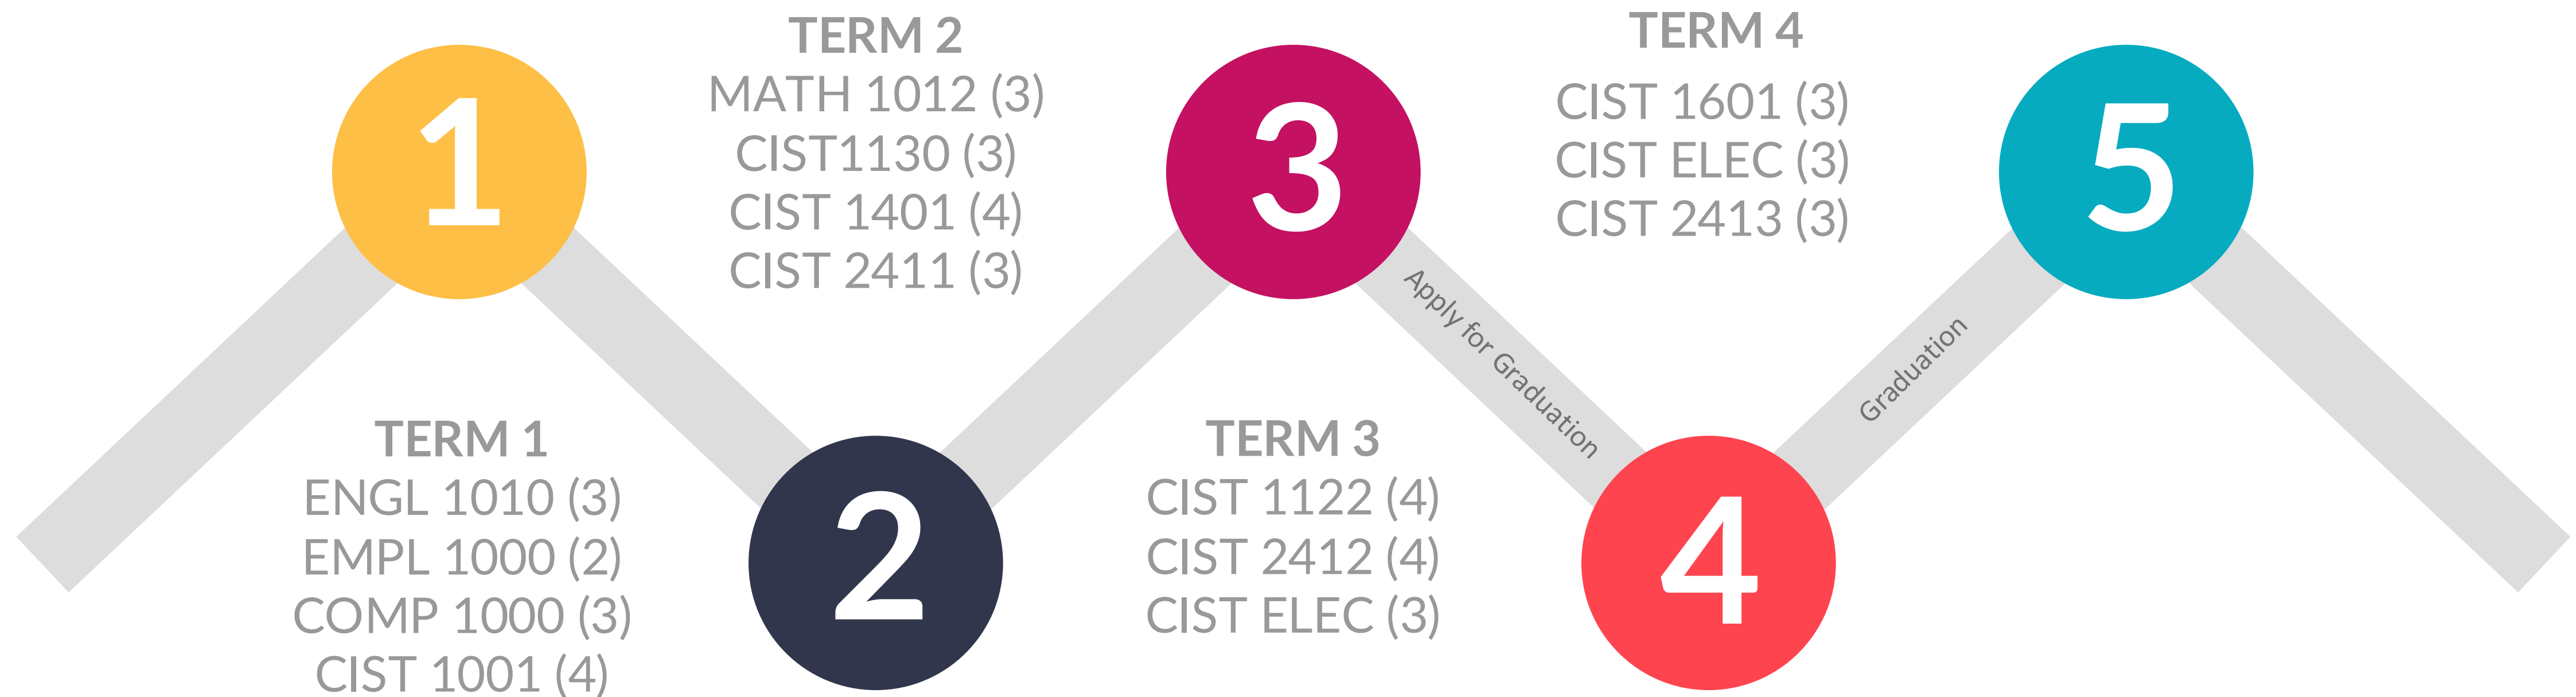 1
TERM 1
ENGL 1010 (3)
EMPL 1000 (2)
COMP 1000 (3)
CIST 1001 (4)
2
TERM 2
MATH 1012 (3)
CIST1130 (3)
CIST 1401 (4)
CIST 2411 (3)
3
TERM 3
CIST 1122 (4)
CIST 2412 (4)
CIST ELEC (3)
Apply for Graduation
4
TERM 4
CIST 1601 (3)
CIST ELEC (3)
CIST 2413 (3)
Graduation
5